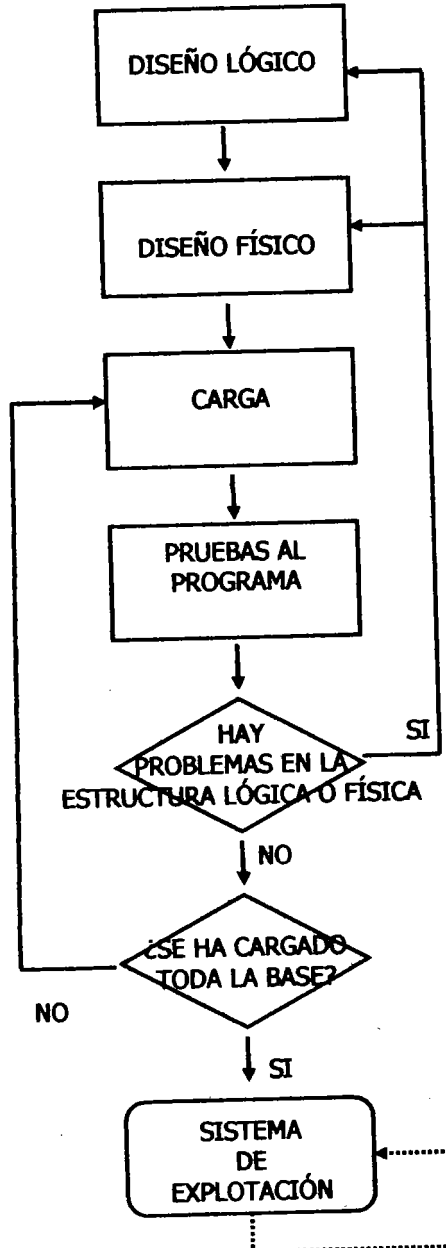 DISEÑO LÓGICO
DISEÑO FÍSICO
CARGA
PRUEBAS AL
PROGRAMA
HAY
PROBLEMAS EN LA
ESTRUCTURA LÓGICA O FÍSICA
SI
NO
¿SE HA CARGADO
TODA LA BASE?
NO
SI
SISTEMA
DE
EXPLOTACIÓN